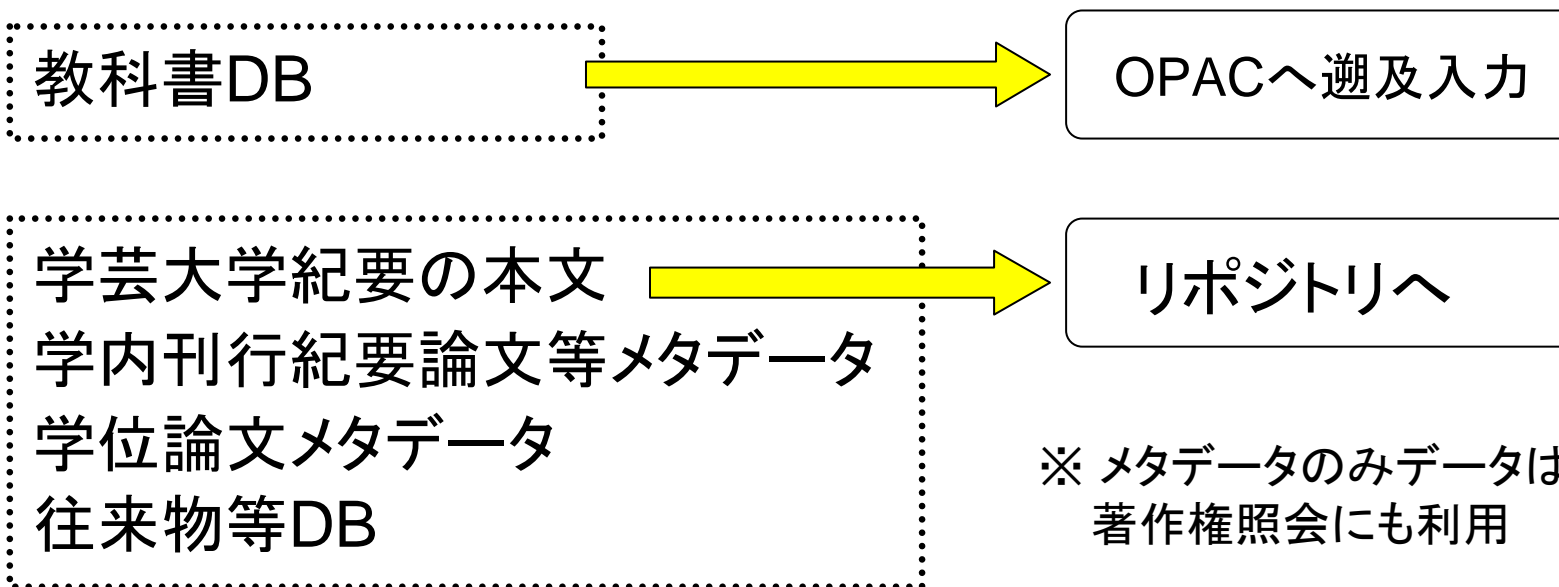 教科書DB
OPACへ遡及入力
学芸大学紀要の本文
リポジトリへ
学内刊行紀要論文等メタデータ
学位論文メタデータ
往来物等DB
※ メタデータのみデータは
著作権照会にも利用